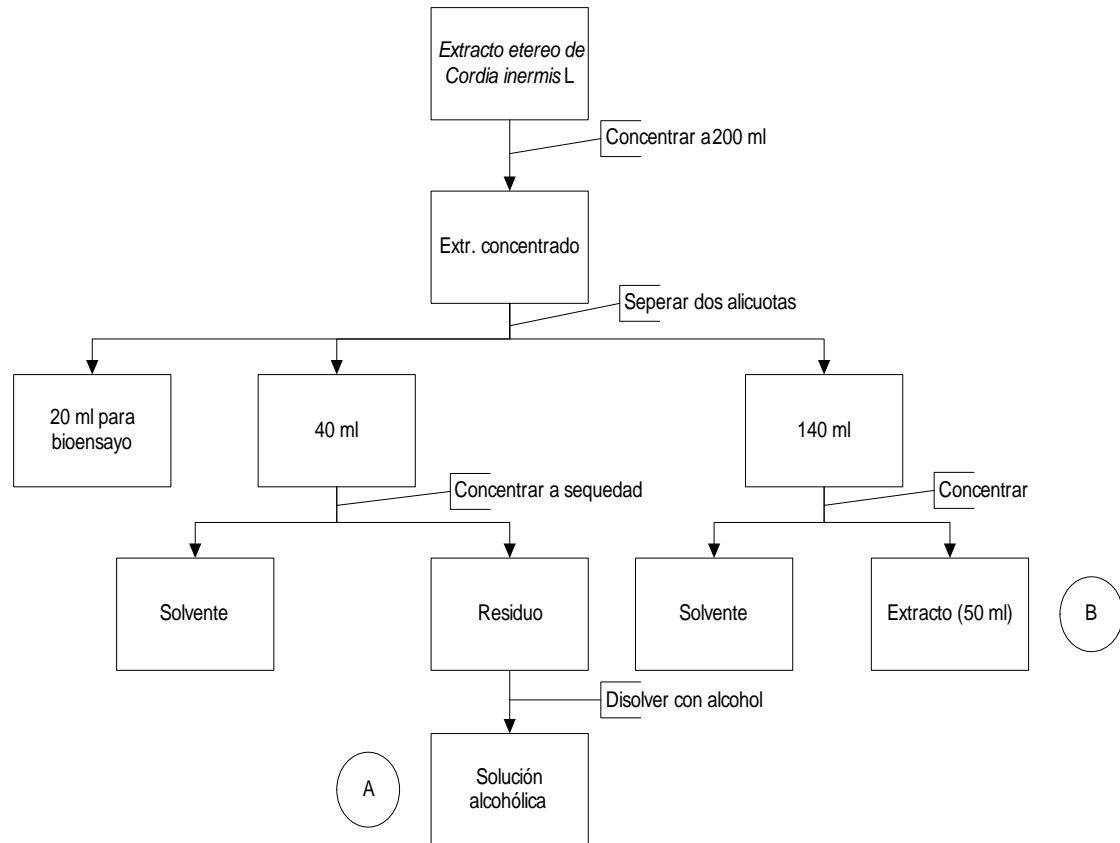 Extracto etereo de
Cordia inermis L
Concentrar a200 ml
Extr. concentrado
Seperar dos alicuotas
20 ml para
bioensayo
40 ml
140 ml
Concentrar a sequedad
Concentrar
Solvente
Residuo
Solvente
Extracto (50 ml)
B
Disolver con alcohol
A
Solución
alcohólica